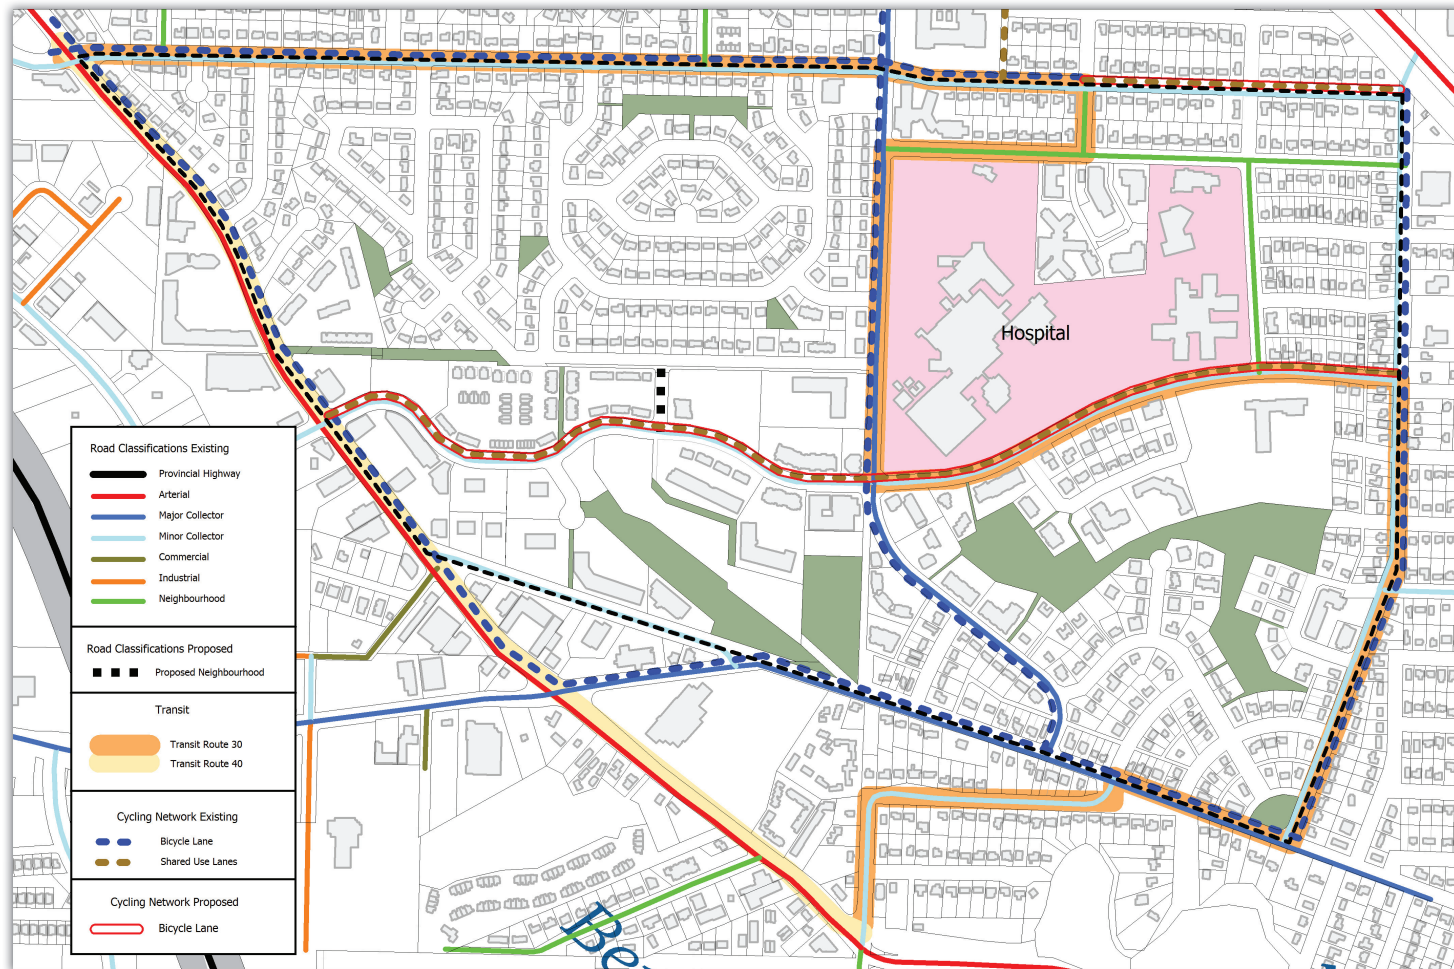 Hospital
Road Classifications Existing
Provincial Highway
Arterial
Major Collector
Minor Collector
Commercial
Industrial
Neighbourhood
Road Classifications Proposed
Proposed Neighbourhood
Transit
Transit Route 30
Transit Route 40
Cycling Network Existing
Bicycle Lane
Shared Use Lanes
Cycling Network Proposed
Bicycle Lane